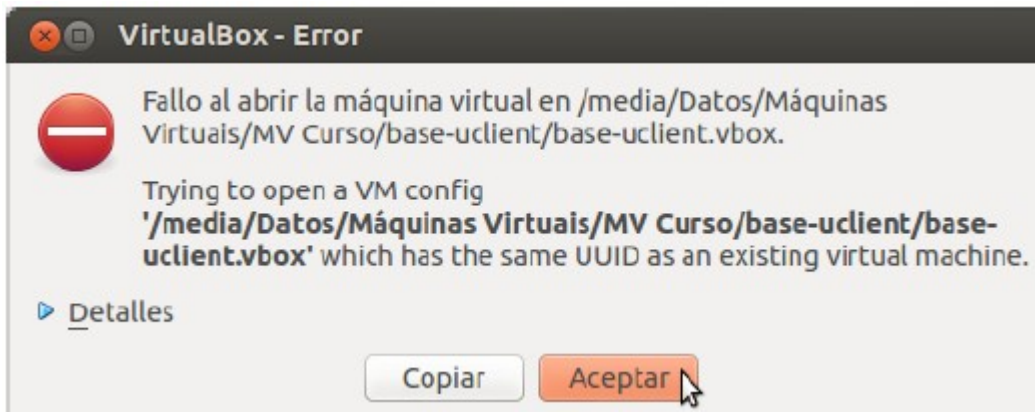 VirtualBox - Error
Fallo al abrir la máquina virtual en /media/Datos/Máquinas
Virtuais/MV Curso/base-uclient/base-uclient.vbox.
Trying to open a VM config
'/media/Datos/Máquinas Virtuais/MV Curso/base-uclient/base-
uclient.vbox' which has the same UUID as an existing virtual machine.
Detalles
Copiar Aceptar